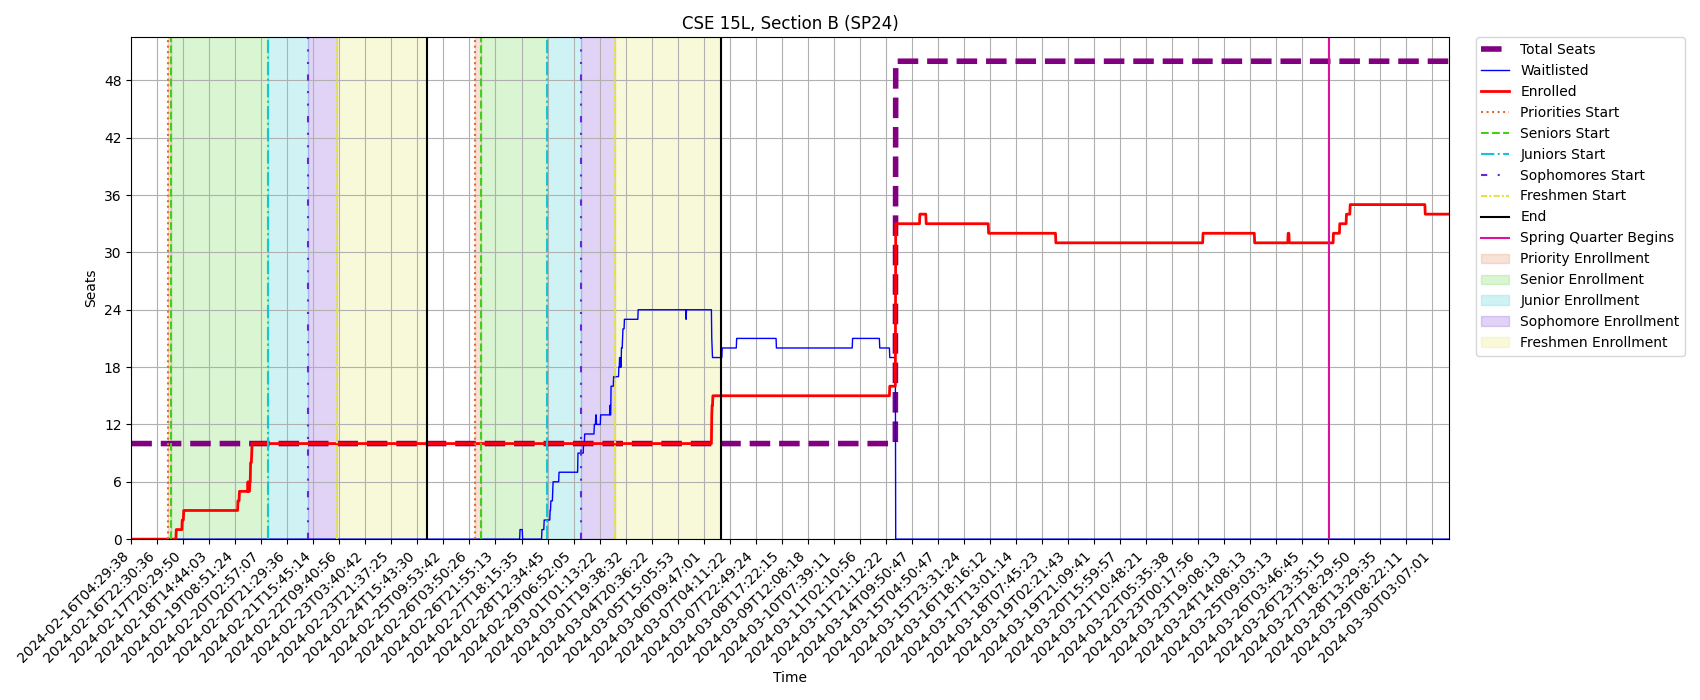 CSE 15L, Section B (SP24)
Seats
48
42
36
30
24
18
12
6
0
2024-02-16T04:29:38
2024-02-16T22:30:36
2024-02-17T20:29:50
2024-02-18T14:44:03
2024-02-19T08:51:24
2024-02-20T02:57:07
2024-02-20T21:29:36
2024-02-21T15:45:14
2024-02-22T09:40:56
2024-02-23T03:40:42
2024-02-23T21:37:25
2024-02-24T15:43:30
2024-02-25T09:53:42
2024-02-26T03:50:26
2024-02-26T21:55:13
2024-02-27T18:15:35
2024-02-28T12:34:45
2024-02-29T06:52:05
2024-03-01T01:13:22
2024-03-01T19:38:32
2024-03-04T20:36:22
2024-03-05T15:05:53
2024-03-06T09:47:01
2024-03-07T04:11:22
2024-03-07T22:49:24
2024-03-08T17:22:15
2024-03-09T12:08:18
2024-03-10T07:39:11
2024-03-11T02:10:56
2024-03-11T21:12:22
2024-03-14T09:50:47
2024-03-15T04:50:47
2024-03-15T23:31:24
2024-03-16T18:16:12
2024-03-17T13:01:14
2024-03-18T07:45:23
2024-03-19T02:21:43
2024-03-19T21:09:41
2024-03-20T15:59:57
2024-03-21T10:48:21
2024-03-22T05:35:38
2024-03-23T00:17:56
2024-03-23T19:08:13
2024-03-24T14:08:13
2024-03-25T09:03:13
2024-03-26T03:46:45
2024-03-26T23:35:15
2024-03-27T18:29:50
2024-03-28T13:29:35
2024-03-29T08:22:11
2024-03-30T03:07:01
Time
Total Seats
Waitlisted
Enrolled
Priorities Start
Seniors Start
Juniors Start
Sophomores Start
Freshmen Start
End
Spring Quarter Begins
Priority Enrollment
Senior Enrollment
Junior Enrollment
Sophomore Enrollment
Freshmen Enrollment